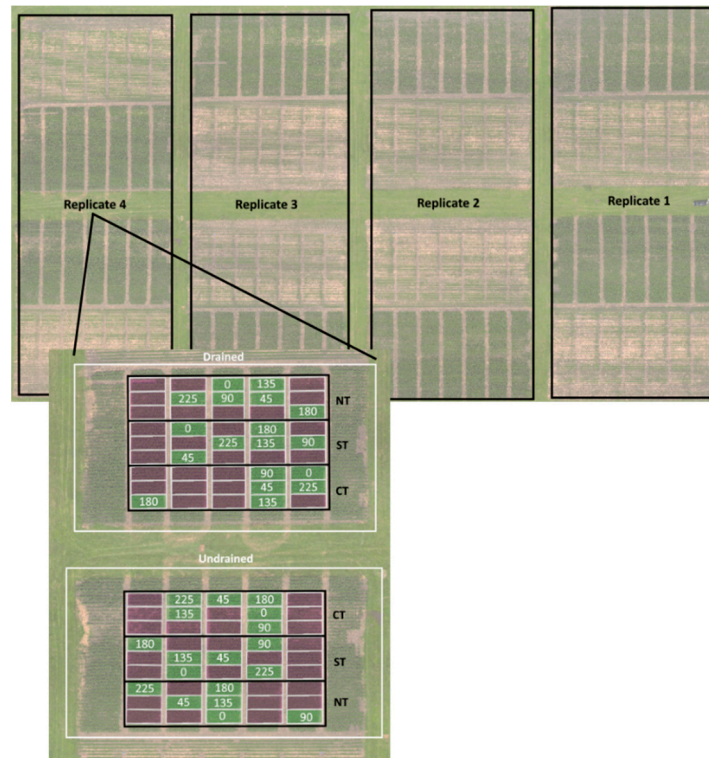 Replicate 4 Replicate 3 Replicate 2 Replicate 1
Drained
0 135
225 90 45 NT
180
0 180
225 135 90 ST
45
90 0
45 225 CT
180 135
Undrained
225 45 180
135 0 CT
90
180 90
135 45 ST
0 225
225 180
45 135 NT
0 90